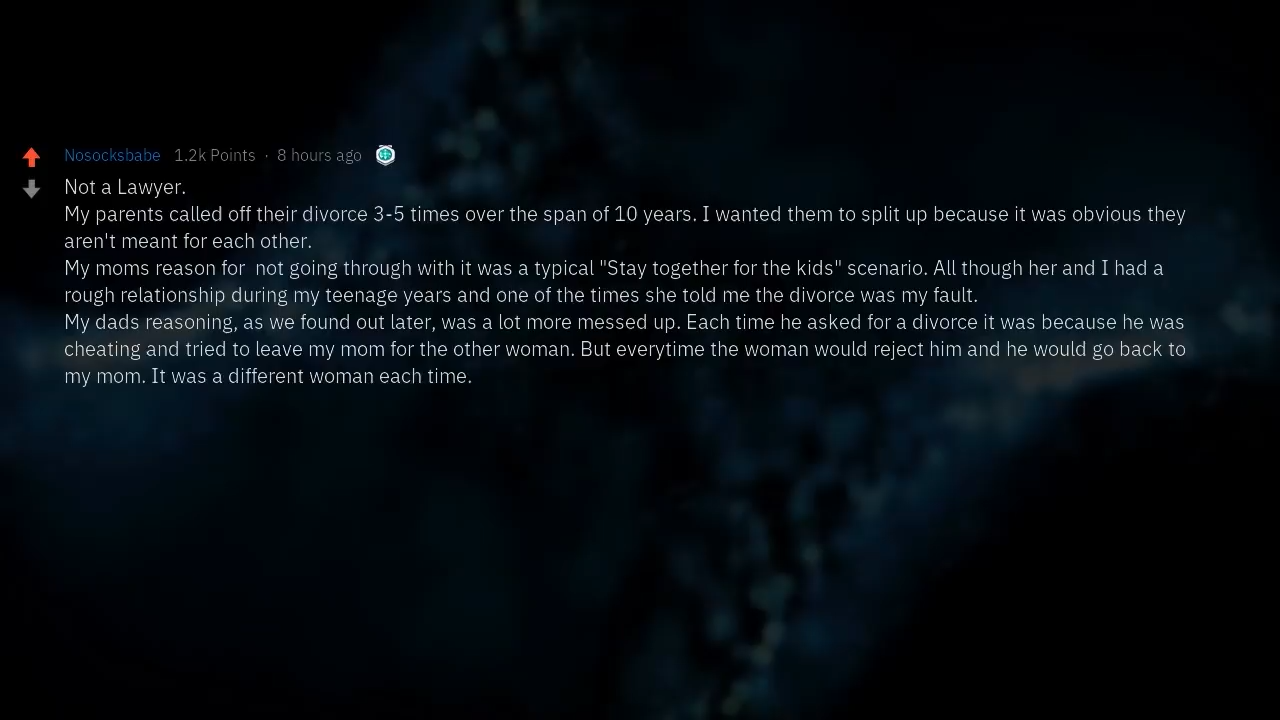 Nosocksbabe 1.2k Points · 8 hours ago
Not a Lawyer.
My parents called off their divorce 3-5 times over the span of 10 years. I wanted them to split up because it was obvious they
aren't meant for each other.
My moms reason for  not going through with it was a typical "Stay together for the kids" scenario. All though her and I had a
rough relationship during my teenage years and one of the times she told me the divorce was my fault.
My dads reasoning, as we found out later, was a lot more messed up. Each time he asked for a divorce it was because he was
cheating and tried to leave my mom for the other woman. But everytime the woman would reject him and he would go back to
my mom. It was a different woman each time.